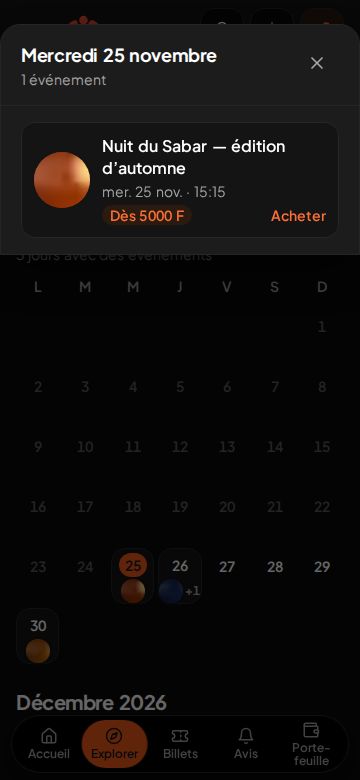 Mercredi 25 novembre
1 événement
Nuit du Sabar — édition
d’automne
mer. 25 nov. · 15:15
Dès 5000 F
Acheter
jours avec des événements
L M M J V S D
1
2 3 4 5 6 7 8
9 10 11 12 13 14 15
16 17 18 19 20 21 22
23 24 25 26 27 28 29
+1
30
Décembre 2026
Accueil Explorer Billets Avis Porte-
feuille